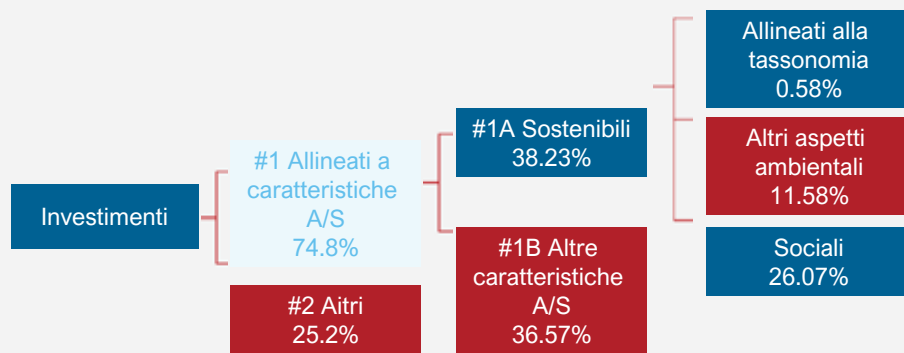 Investimenti
#1 Allineati a
caratteristiche
A/S
74.8%
#2 Aitri
25.2%
#1A Sostenibili
38.23%
#1B Altre
caratteristiche
A/S
36.57%
Allineati alla
tassonomia
0.58%
Altri aspetti
ambientali
11.58%
Sociali
26.07%